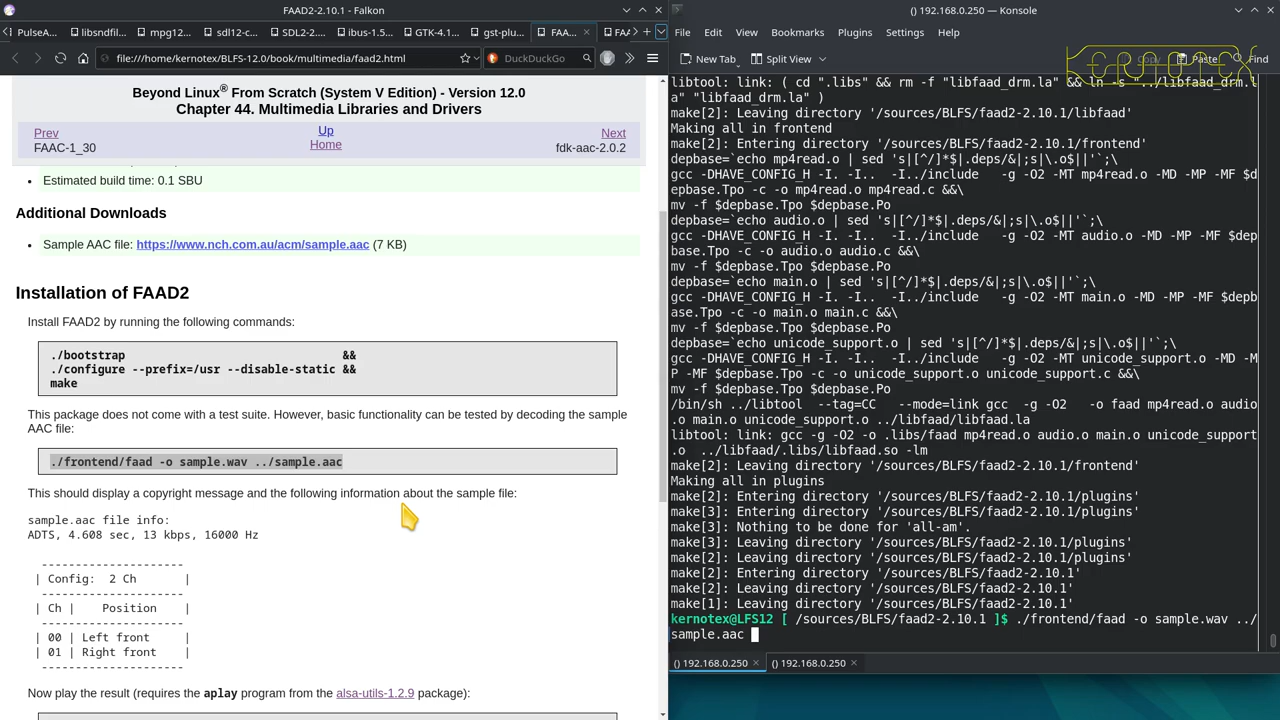 FAAD2-2.10.1 - Falkon
PulseA...
libsndfil...
mpg12...
sdl12-c...
SDL2-2....
ibus-1.5...
GTK-4.1...
gst-plu...
FAA...
FAA
file:///home/kernotex/BLFS-12.0/book/multimedia/faad2.html
DuckDuckGo
Beyond Linux® From Scratch (System V Edition) - Version 12.0
Chapter 44. Multimedia Libraries and Drivers
Prev
Up
Next
FAAC-1_30
Home
fdk-aac-2.0.2
Estimated build time: 0.1 SBU
Additional Downloads
Sample AAC file: https://www.nch.com.au/acm/sample.aac (7 KB)
Installation of FAAD2
Install FAAD2 by running the following commands:
./bootstrap &&
./configure --prefix=/usr --disable-static &&
make
This package does not come with a test suite. However, basic functionality can be tested by decoding the sample
AAC file:
./frontend/faad -o sample.wav ../sample.aac
This should display a copyright message and the following information about the sample file:
sample.aac file info:
ADTS, 4.608 sec, 13 kbps, 16000 Hz
---------------------
| Config:  2 Ch       |
---------------------
| Ch |    Position    |
---------------------
| 00 | Left front     |
| 01 | Right front    |
---------------------
Now play the result (requires the aplay program from the alsa-utils-1.2.9 package):
() 192.168.0.250 — Konsole
File Edit View Bookmarks Plugins Settings Help
New Tab
Split View
Copy
Paste
Find
KERNOTEX
libtool: link: ( cd ".libs" && rm -f "libfaad_drm.la" && ln -s "../libfaad_drm.l
a" "libfaad_drm.la" )
make[2]: Leaving directory '/sources/BLFS/faad2-2.10.1/libfaad'
Making all in frontend
make[2]: Entering directory '/sources/BLFS/faad2-2.10.1/frontend'
depbase=`echo mp4read.o | sed 's|[^/]*$|.deps/&|;s|\.o$||'`;\
gcc -DHAVE_CONFIG_H -I. -I..  -I../include   -g -O2 -MT mp4read.o -MD -MP -MF $d
epbase.Tpo -c -o mp4read.o mp4read.c &&\
mv -f $depbase.Tpo $depbase.Po
depbase=`echo audio.o | sed 's|[^/]*$|.deps/&|;s|\.o$||'`;\
gcc -DHAVE_CONFIG_H -I. -I..  -I../include   -g -O2 -MT audio.o -MD -MP -MF $dep
base.Tpo -c -o audio.o audio.c &&\
mv -f $depbase.Tpo $depbase.Po
depbase=`echo main.o | sed 's|[^/]*$|.deps/&|;s|\.o$||'`;\
gcc -DHAVE_CONFIG_H -I. -I..  -I../include   -g -O2 -MT main.o -MD -MP -MF $depb
ase.Tpo -c -o main.o main.c &&\
mv -f $depbase.Tpo $depbase.Po
depbase=`echo unicode_support.o | sed 's|[^/]*$|.deps/&|;s|\.o$||'`;\
gcc -DHAVE_CONFIG_H -I. -I..  -I../include   -g -O2 -MT unicode_support.o -MD -M
P -MF $depbase.Tpo -c -o unicode_support.o unicode_support.c &&\
mv -f $depbase.Tpo $depbase.Po
/bin/sh ../libtool  --tag=CC   --mode=link gcc  -g -O2   -o faad mp4read.o audio
.o main.o unicode_support.o ../libfaad/libfaad.la
libtool: link: gcc -g -O2 -o .libs/faad mp4read.o audio.o main.o unicode_support
.o  ../libfaad/.libs/libfaad.so -lm
make[2]: Leaving directory '/sources/BLFS/faad2-2.10.1/frontend'
Making all in plugins
make[2]: Entering directory '/sources/BLFS/faad2-2.10.1/plugins'
make[3]: Entering directory '/sources/BLFS/faad2-2.10.1/plugins'
make[3]: Nothing to be done for 'all-am'.
make[3]: Leaving directory '/sources/BLFS/faad2-2.10.1/plugins'
make[2]: Leaving directory '/sources/BLFS/faad2-2.10.1/plugins'
make[2]: Entering directory '/sources/BLFS/faad2-2.10.1'
make[2]: Leaving directory '/sources/BLFS/faad2-2.10.1'
make[1]: Leaving directory '/sources/BLFS/faad2-2.10.1'
kernotex@LFS12 [ /sources/BLFS/faad2-2.10.1 ]$ ./frontend/faad -o sample.wav ../
sample.aac
() 192.168.0.250
() 192.168.0.250